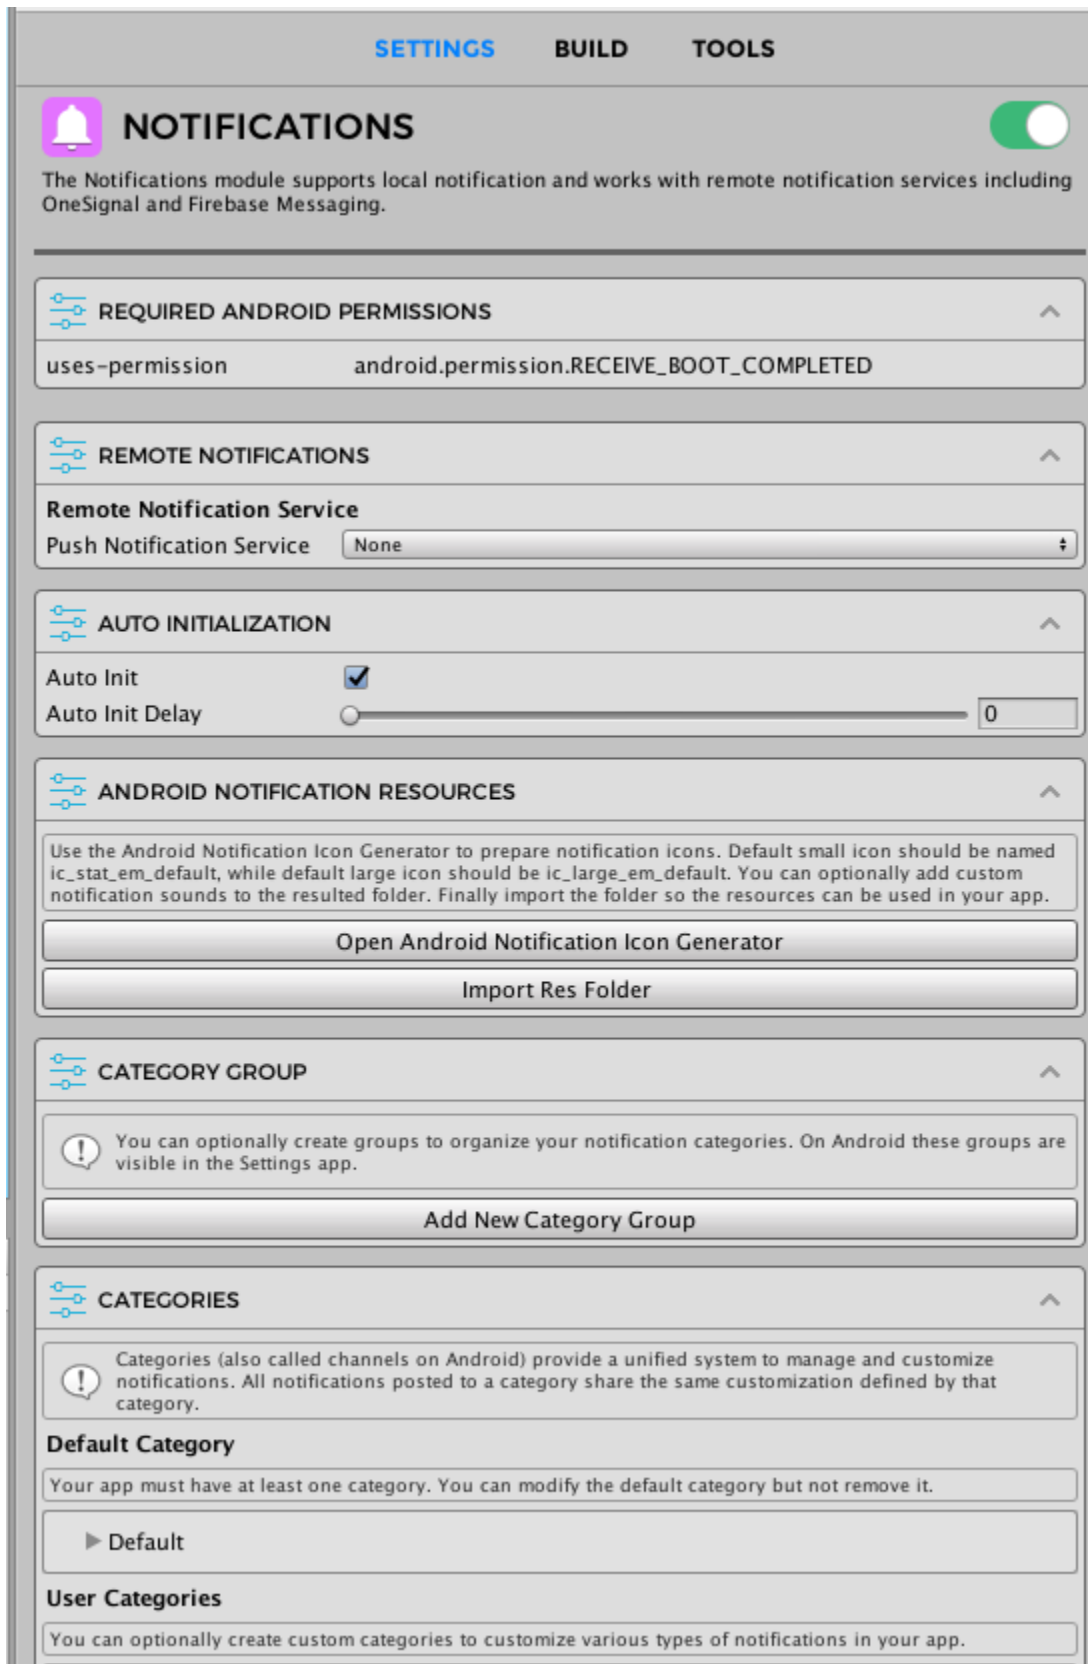 SETTINGS BUILD TOOLS
NOTIFICATIONS
The Notifications module supports local notification and works with remote notification services including
OneSignal and Firebase Messaging.
REQUIRED ANDROID PERMISSIONS
uses-permission android.permission.RECEIVE_BOOT_COMPLETED
REMOTE NOTIFICATIONS
Remote Notification Service
Push Notification Service None
AUTO INITIALIZATION
Auto Init
Auto Init Delay 0
ANDROID NOTIFICATION RESOURCES
Use the Android Notification Icon Generator to prepare notification icons. Default small icon should be named
ic_stat_em_default, while default large icon should be ic_large_em_default. You can optionally add custom
notification sounds to the resulted folder. Finally import the folder so the resources can be used in your app.
Open Android Notification Icon Generator
Import Res Folder
CATEGORY GROUP
You can optionally create groups to organize your notification categories. On Android these groups are
visible in the Settings app.
Add New Category Group
CATEGORIES
Categories (also called channels on Android) provide a unified system to manage and customize
notifications. All notifications posted to a category share the same customization defined by that
category.
Default Category
Your app must have at least one category. You can modify the default category but not remove it.
Default
User Categories
You can optionally create custom categories to customize various types of notifications in your app.